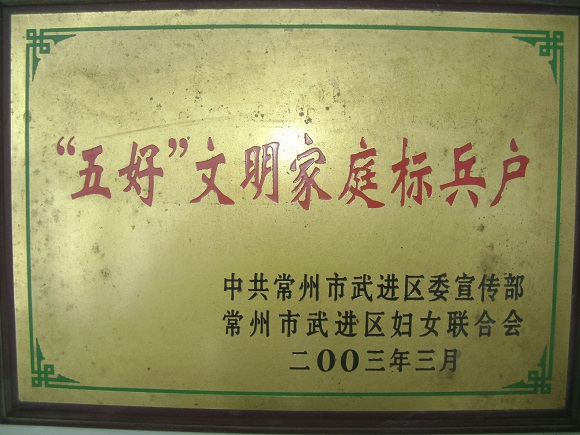 “五好”文明家庭标兵户
中共常州市武进区委宣传部
常州市武进区妇女联合会
二00三年三月